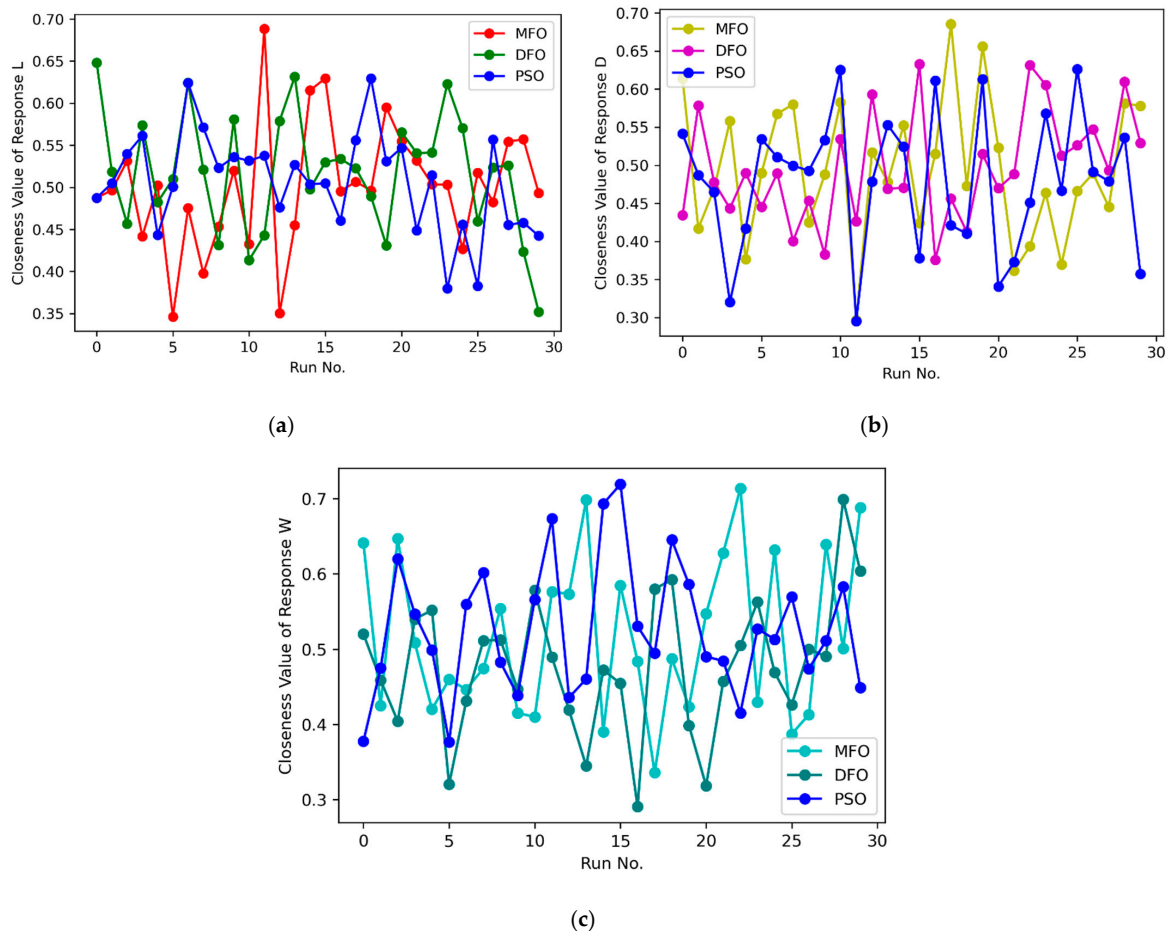 0.70
0.65
0.60
0.55
0.50
0.45
0.40
0.35
Closeness Value of Response L
MFO
DFO
PSO
0 5 10 15 20 25 30
Run No.
(a)
0.70
0.65
0.60
0.55
0.50
0.45
0.40
0.35
0.30
Closeness Value of Response D
MFO
DFO
PSO
0 5 10 15 20 25 30
Run No.
(b)
0.7
0.6
0.5
0.4
0.3
Closeness Value of Response W
MFO
DFO
PSO
0 5 10 15 20 25 30
Run No.
(c)